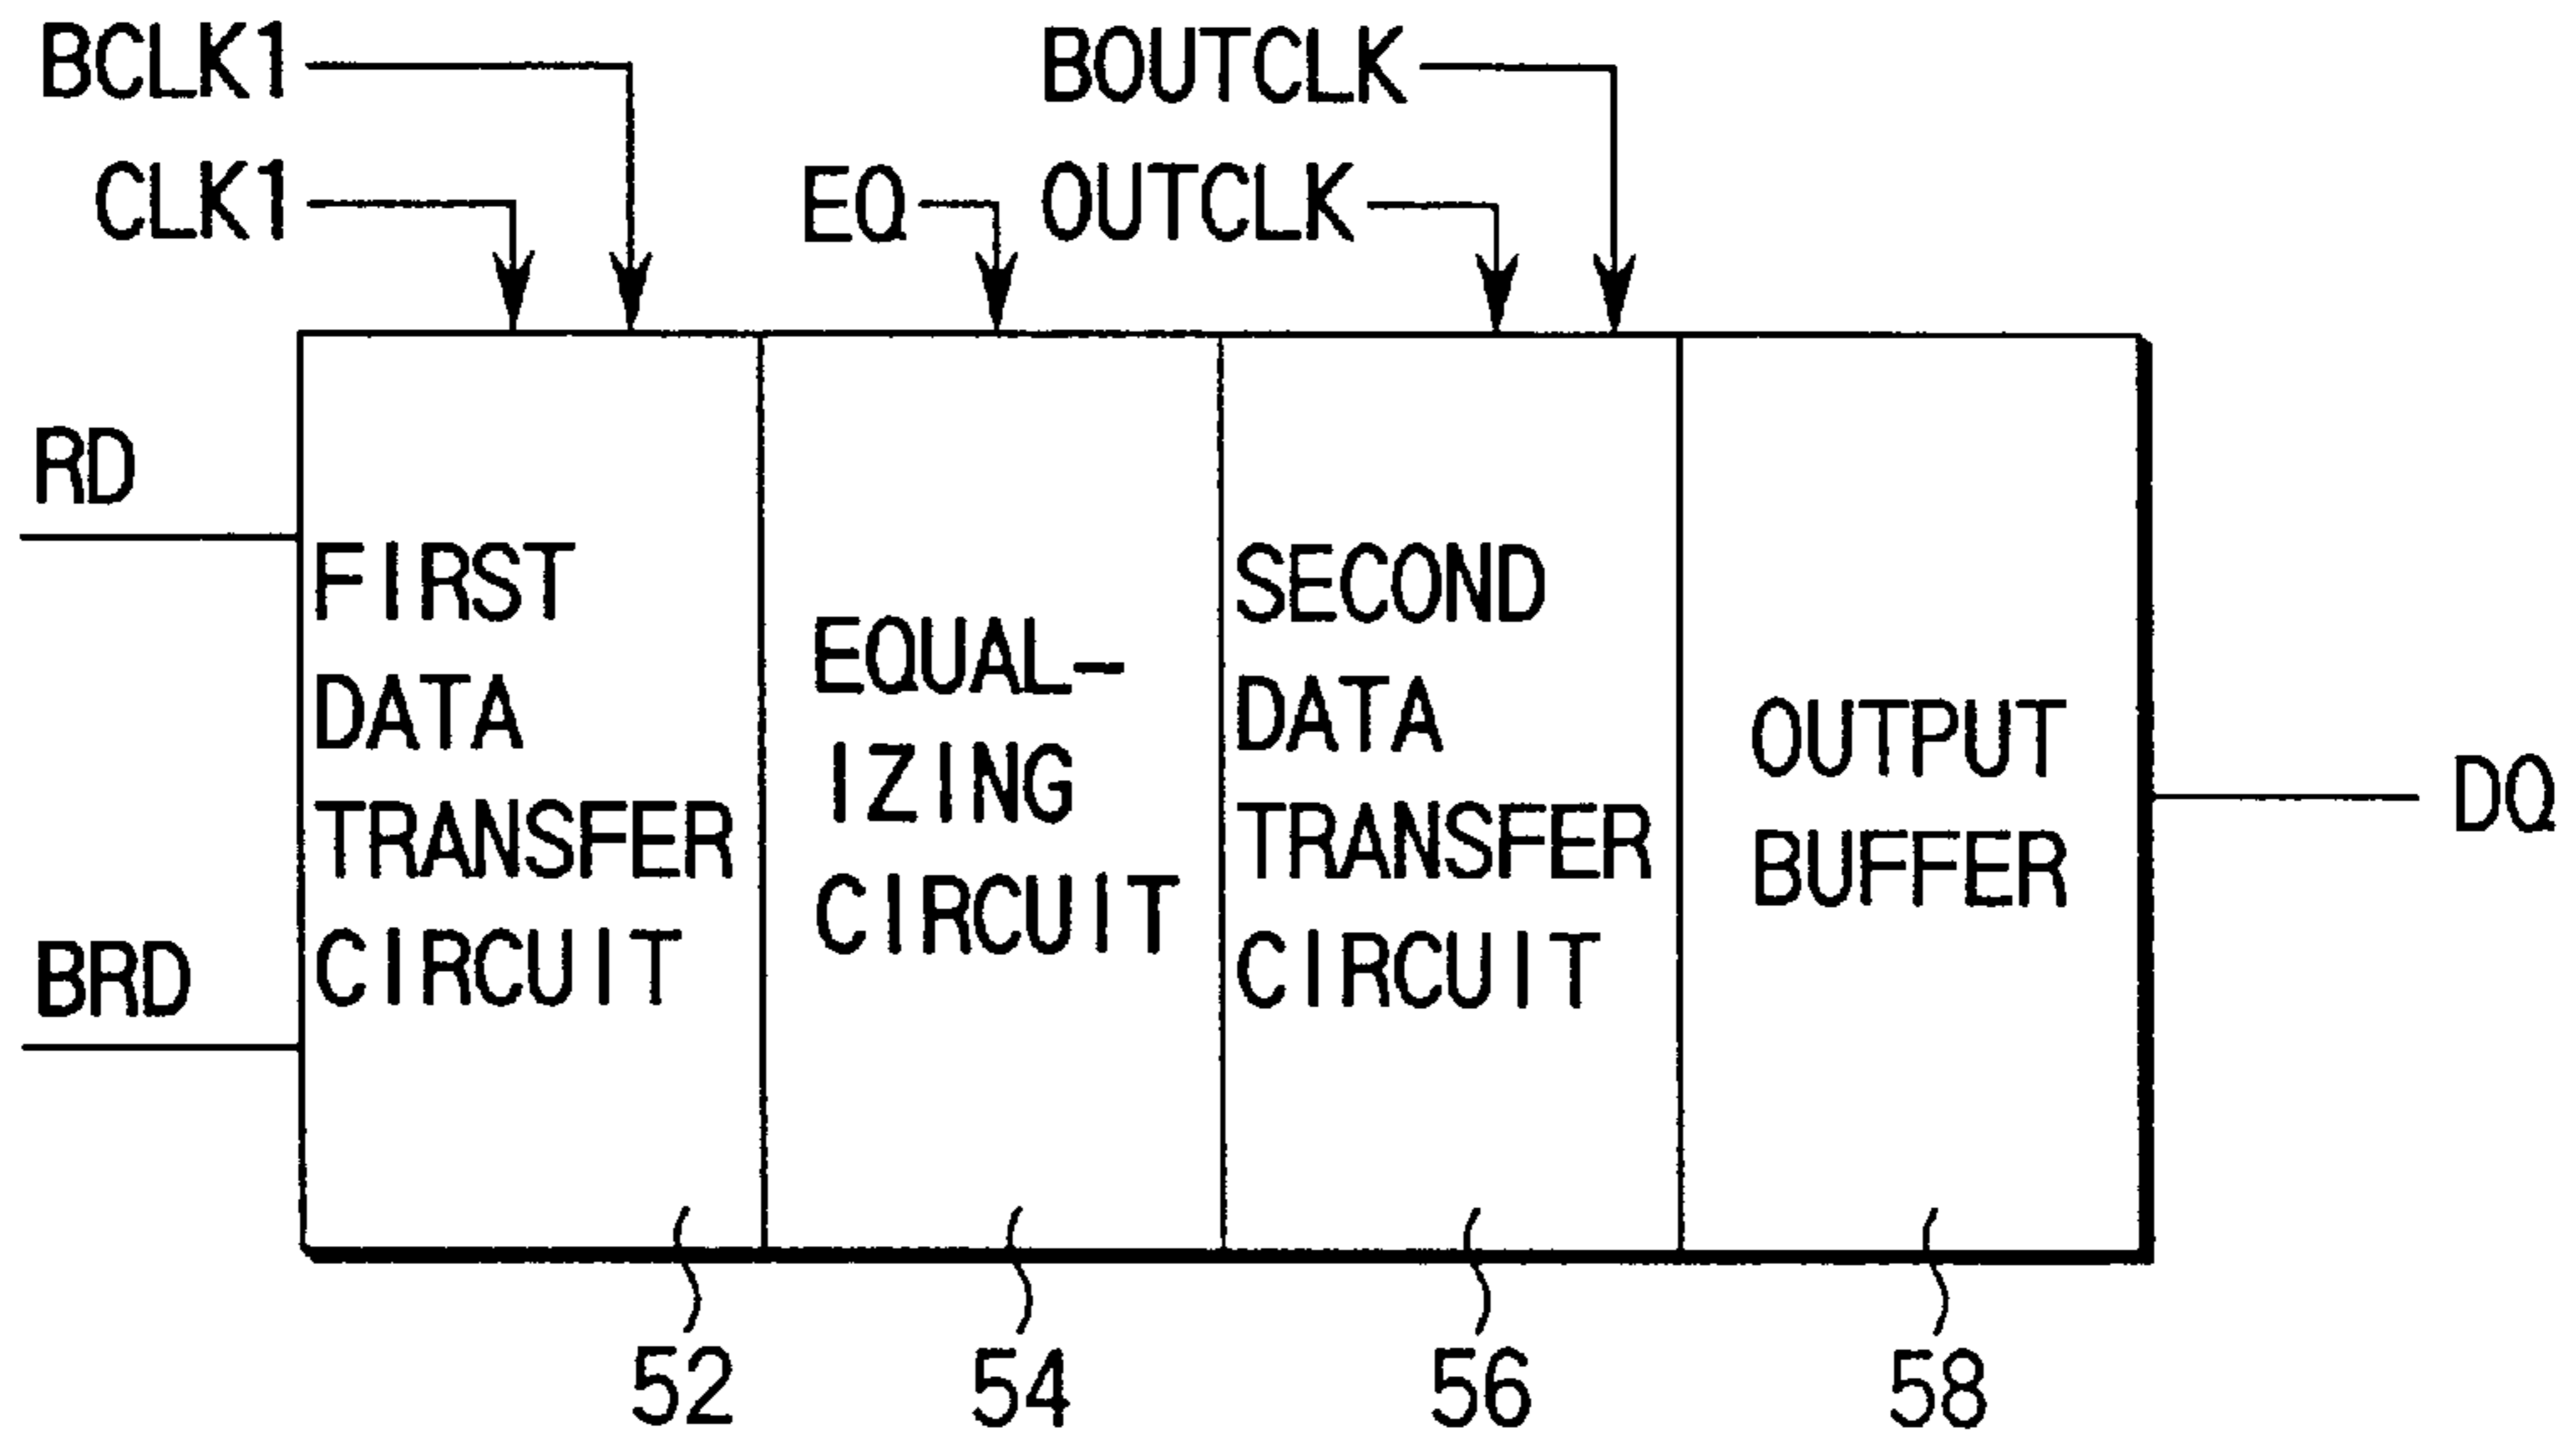 BCLK1
CLK1
EQ
BOUTCLK
OUTCLK
RD
BRD
FIRST
DATA
TRANSFER
CIRCUIT
EQUAL-
IZING
CIRCUIT
SECOND
DATA
TRANSFER
CIRCUIT
OUTPUT
BUFFER
DQ
52
54
56
58